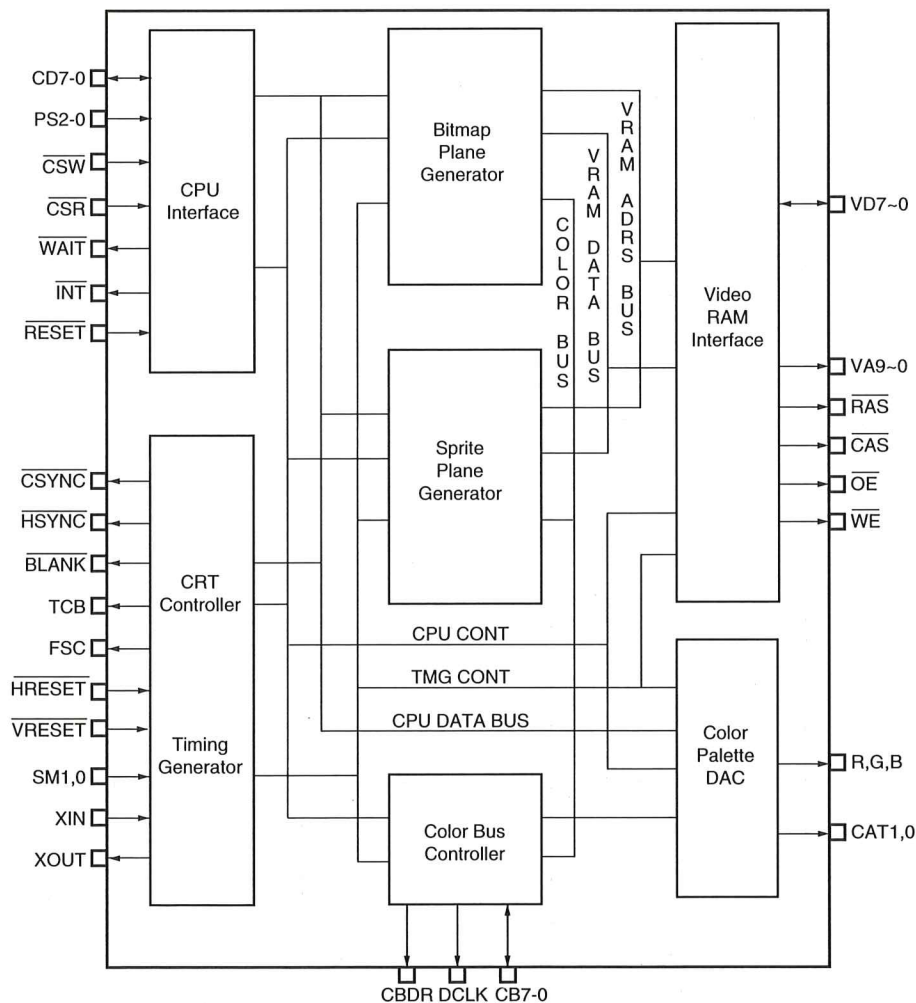 CD7-0
PS2-0
CSW
CSR
WAIT
INT
RESET
CPU
Interface
CSYNC
HSYNC
BLANK
TCB
FSC
HRESET
VRESET
SM1,0
XIN
XOUT
CRT
Controller
Timing
Generator
Bitmap
Plane
Generator
Sprite
Plane
Generator
COLOR BUS
VRAM DATA BUS
VRAM ADRS BUS
CPU CONT
TMG CONT
CPU DATA BUS
Color Bus
Controller
CBDR DCLK CB7-0
Video
RAM
Interface
VD7~0
VA9~0
RAS
CAS
OE
WE
Color
Palette
DAC
R,G,B
CAT1,0